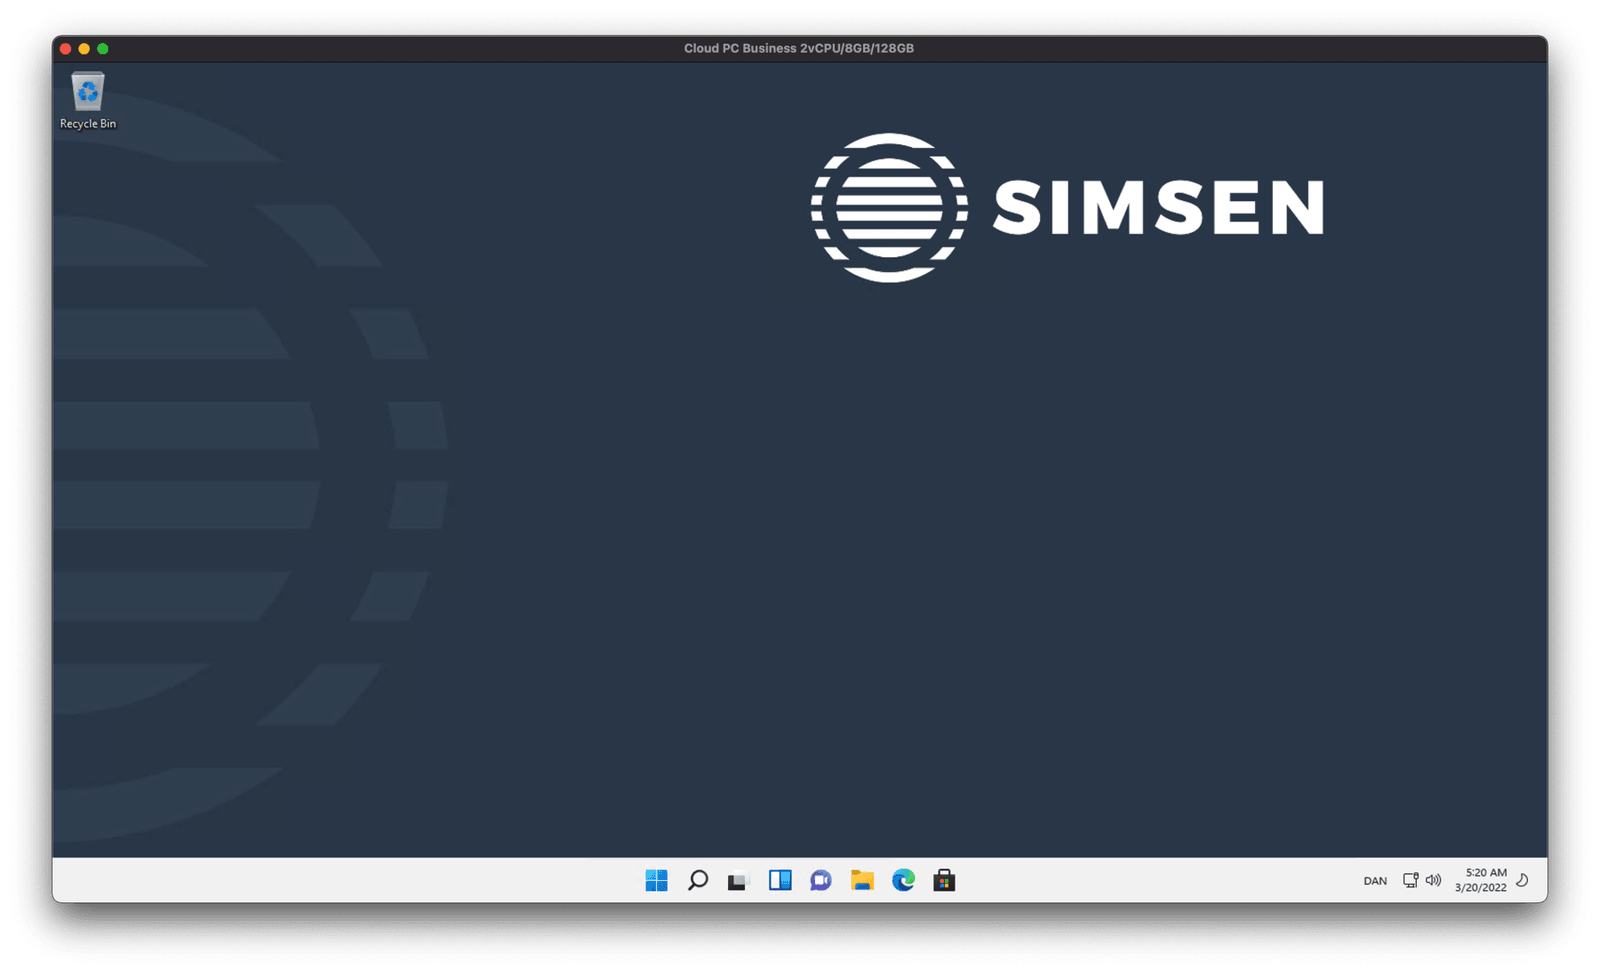 Cloud PC Business 2vCPU/8GB/128GB
Recycle Bin
SIMSEN
DAN
5:20 AM
3/20/2022